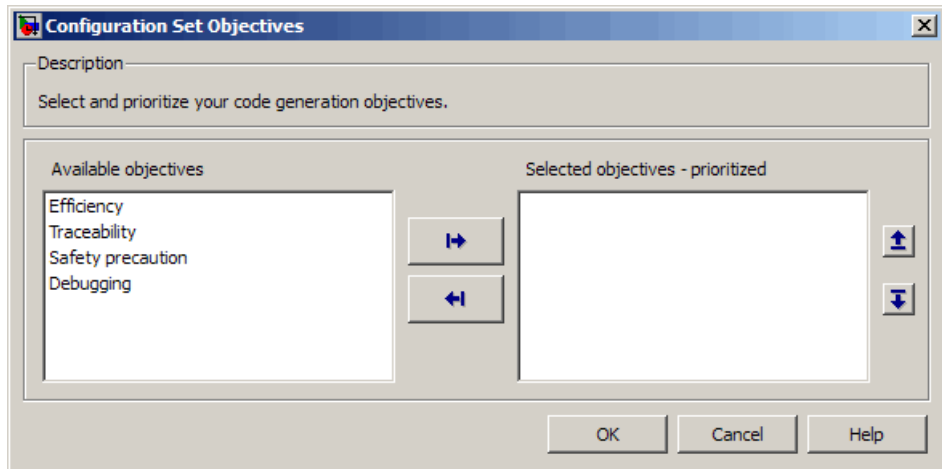 Configuration Set Objectives
Description
Select and prioritize your code generation objectives.
Available objectives
Selected objectives - prioritized
Efficiency
Traceability
Safety precaution
Debugging
OK
Cancel
Help